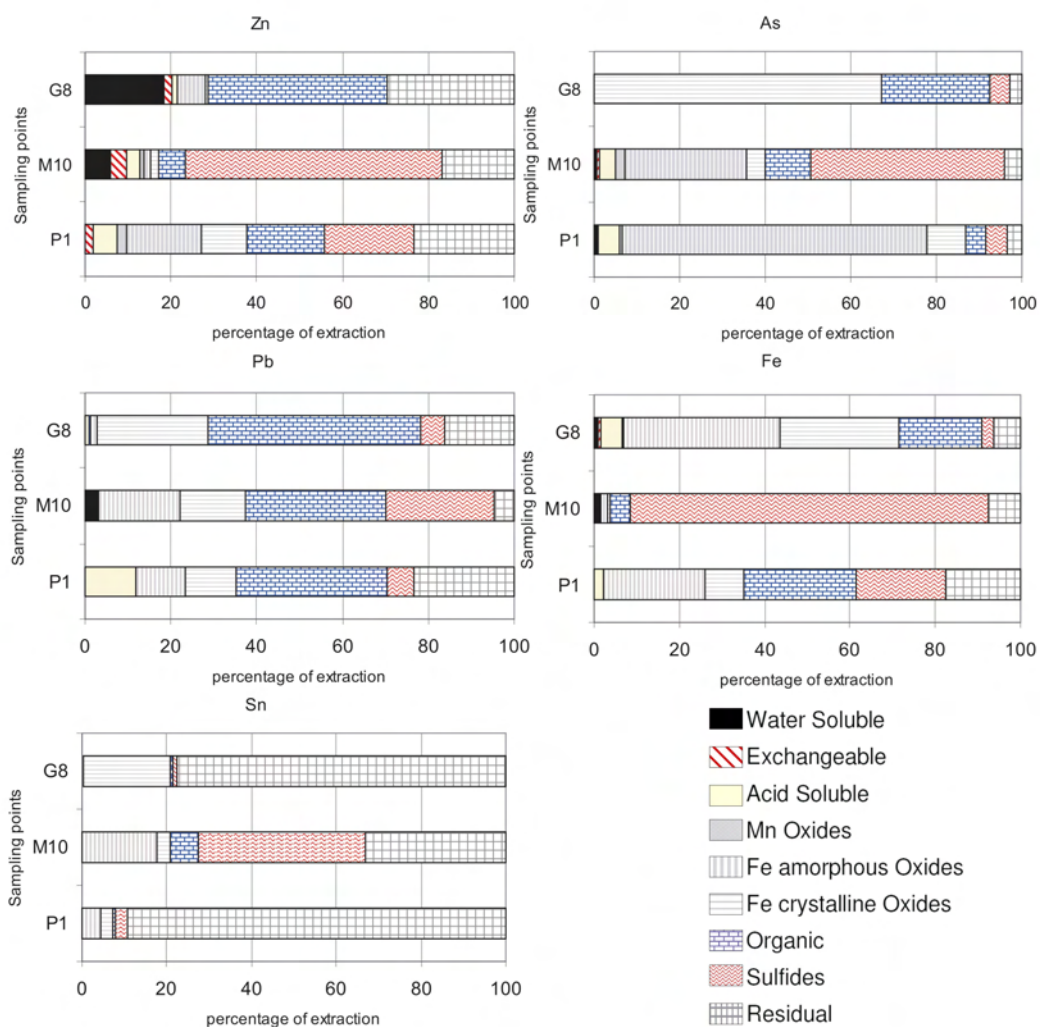 Zn
Sampling points
G8
M10
P1
0 20 40 60 80 100
percentage of extraction
As
Sampling points
G8
M10
P1
0 20 40 60 80 100
percentage of extraction
Pb
Sampling points
G8
M10
P1
0 20 40 60 80 100
percentage of extraction
Fe
Sampling points
G8
M10
P1
0 20 40 60 80 100
percentage of extraction
Sn
Sampling points
G8
M10
P1
0 20 40 60 80 100
percentage of extraction
Water Soluble
Exchangeable
Acid Soluble
Mn Oxides
Fe amorphous Oxides
Fe crystalline Oxides
Organic
Sulfides
Residual